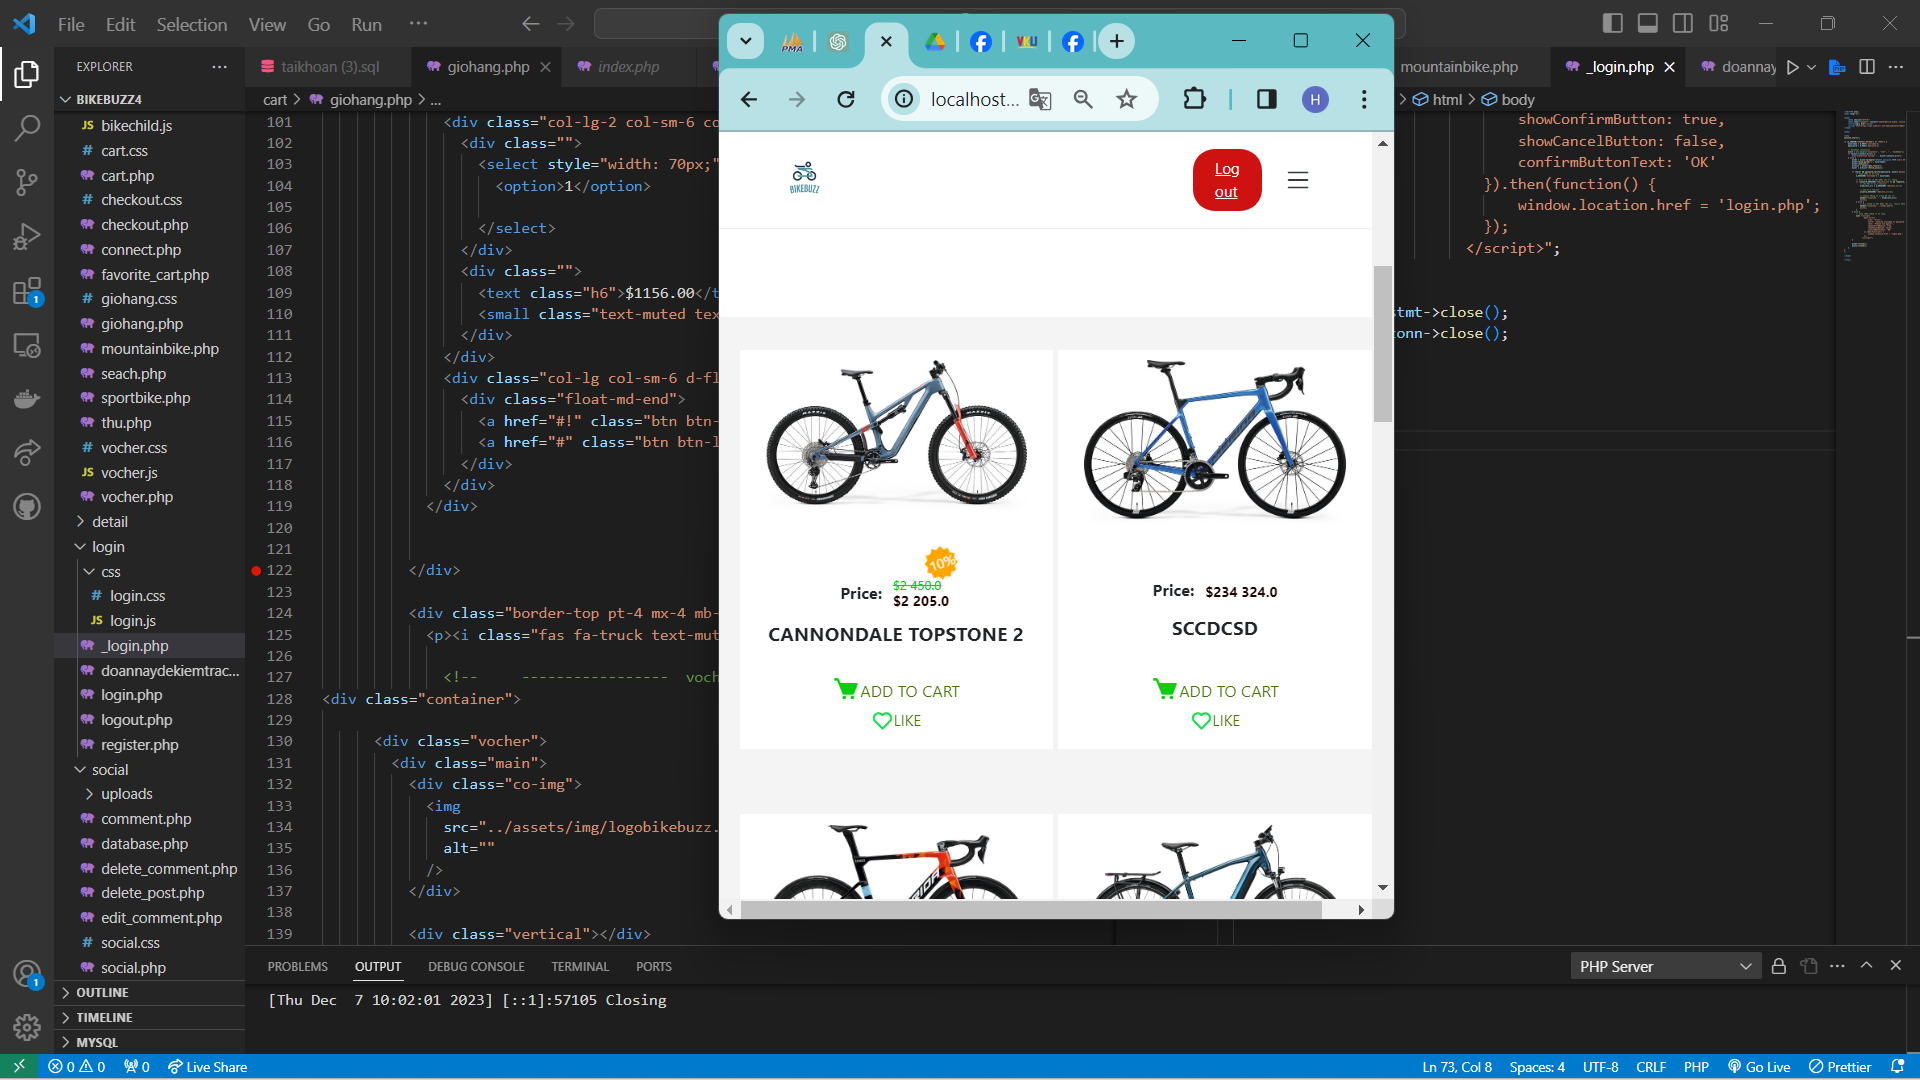 File Edit Selection View Go Run ···
EXPLORER
BIKEBUZZ4
bikechild.js
cart.css
cart.php
checkout.css
checkout.php
connect.php
favorite_cart.php
giohang.css
giohang.php
mountainbike.php
seach.php
sportbike.php
thu.php
vocher.css
vocher.js
vocher.php
detail
login
css
login.css
login.js
_login.php
doannaydekiemtrac...
login.php
logout.php
register.php
social
uploads
comment.php
database.php
delete_comment.php
delete_post.php
edit_comment.php
social.css
social.php
OUTLINE
TIMELINE
MYSQL
taikhoan (3).sql
giohang.php
index.php
cart > giohang.php > ...
101 <div class="col-lg-2 col-sm-6 co
102 <div class="">
103 <select style="width: 70px;"
104 <option>1</option>
105
106 </select>
107 </div>
108 <div class="">
109 <text class="h6">$1156.00</t
110 <small class="text-muted tex
111 </div>
112 </div>
113 <div class="col-lg col-sm-6 d-fl
114 <div class="float-md-end">
115 <a href="#!" class="btn btn-
116 <a href="#" class="btn btn-l
117 </div>
118 </div>
119 </div>
120
121
122 </div>
123
124 <div class="border-top pt-4 mx-4 mb-
125 <p><i class="fas fa-truck text-mut
126
127 <!-- ----------------- voch
128 <div class="container">
129
130 <div class="vocher">
131 <div class="main">
132 <div class="co-img">
133 <img
134 src="../assets/img/logobikebuzz.
135 alt=""
136 />
137 </div>
138
139 <div class="vertical"></div>
PMA
VKU
localhost...
H
BIKEBUZZ
Log
out
10%
Price: $2 450.0
$2 205.0
CANNONDALE TOPSTONE 2
ADD TO CART
LIKE
Price: $234 324.0
SCCDCSD
ADD TO CART
LIKE
mountainbike.php
_login.php
doannay
html > body
showConfirmButton: true,
showCancelButton: false,
confirmButtonText: 'OK'
}).then(function() {
window.location.href = 'login.php';
});
</script>";
stmt->close();
conn->close();
PROBLEMS OUTPUT DEBUG CONSOLE TERMINAL PORTS
PHP Server
[Thu Dec  7 10:02:01 2023] [::1]:57105 Closing
0 0 0 Live Share
Ln 73, Col 8 Spaces: 4 UTF-8 CRLF PHP Go Live Prettier